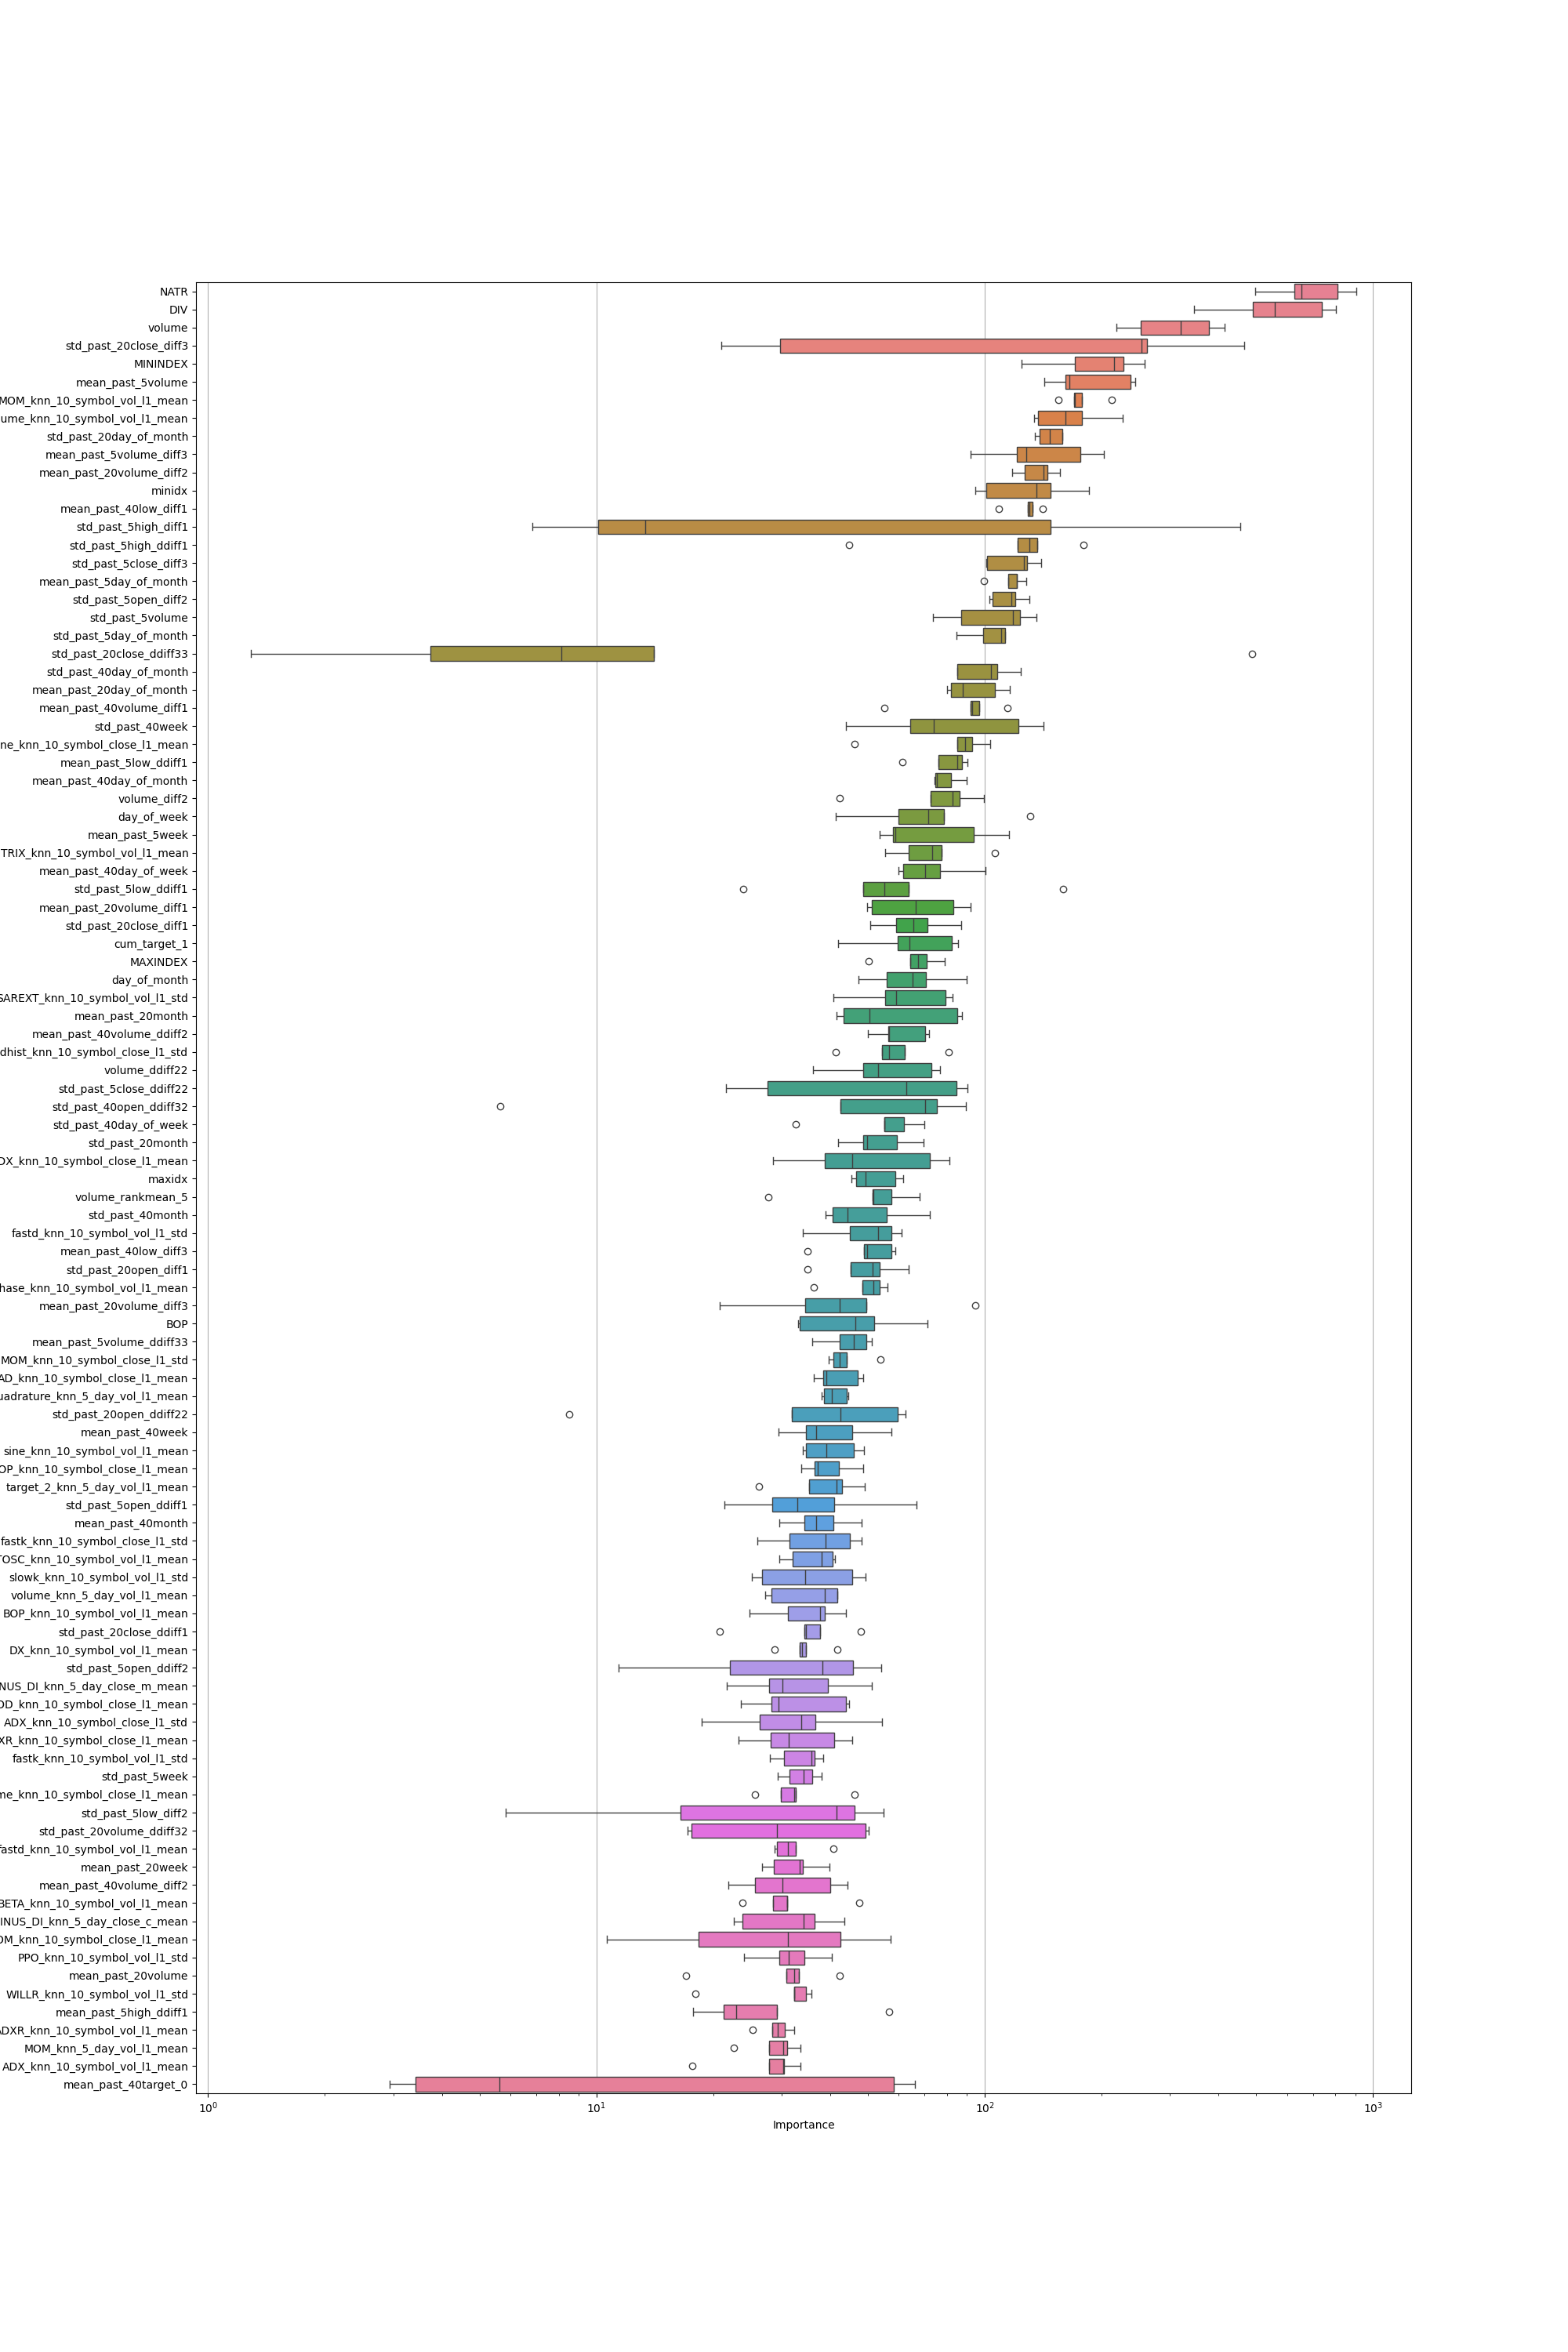 NATR
DIV
volume
std_past_20close_diff3
MININDEX
mean_past_5volume
MOM_knn_10_symbol_vol_l1_mean
ume_knn_10_symbol_vol_l1_mean
std_past_20day_of_month
mean_past_5volume_diff3
mean_past_20volume_diff2
minidx
mean_past_40low_diff1
std_past_5high_diff1
std_past_5high_ddiff1
std_past_5close_diff3
mean_past_5day_of_month
std_past_5open_diff2
std_past_5volume
std_past_5day_of_month
std_past_20close_ddiff33
std_past_40day_of_month
mean_past_20day_of_month
mean_past_40volume_diff1
std_past_40week
ne_knn_10_symbol_close_l1_mean
mean_past_5low_ddiff1
mean_past_40day_of_month
volume_diff2
day_of_week
mean_past_5week
TRIX_knn_10_symbol_vol_l1_mean
mean_past_40day_of_week
std_past_5low_ddiff1
mean_past_20volume_diff1
std_past_20close_diff1
cum_target_1
MAXINDEX
day_of_month
SAREXT_knn_10_symbol_vol_l1_std
mean_past_20month
mean_past_40volume_ddiff2
dhist_knn_10_symbol_close_l1_std
volume_ddiff22
std_past_5close_ddiff22
std_past_40open_ddiff32
std_past_40day_of_week
std_past_20month
DX_knn_10_symbol_close_l1_mean
maxidx
volume_rankmean_5
std_past_40month
fastd_knn_10_symbol_vol_l1_std
mean_past_40low_diff3
std_past_20open_diff1
hase_knn_10_symbol_vol_l1_mean
mean_past_20volume_diff3
BOP
mean_past_5volume_ddiff33
MOM_knn_10_symbol_close_l1_std
AD_knn_10_symbol_close_l1_mean
uadrature_knn_5_day_vol_l1_mean
std_past_20open_ddiff22
mean_past_40week
sine_knn_10_symbol_vol_l1_mean
OP_knn_10_symbol_close_l1_mean
target_2_knn_5_day_vol_l1_mean
std_past_5open_ddiff1
mean_past_40month
fastk_knn_10_symbol_close_l1_std
TOSC_knn_10_symbol_vol_l1_mean
slowk_knn_10_symbol_vol_l1_std
volume_knn_5_day_vol_l1_mean
BOP_knn_10_symbol_vol_l1_mean
std_past_20close_ddiff1
DX_knn_10_symbol_vol_l1_mean
std_past_5open_ddiff2
NUS_DI_knn_5_day_close_m_mean
OD_knn_10_symbol_close_l1_mean
ADX_knn_10_symbol_close_l1_std
XR_knn_10_symbol_close_l1_mean
fastk_knn_10_symbol_vol_l1_std
std_past_5week
me_knn_10_symbol_close_l1_mean
std_past_5low_diff2
std_past_20volume_ddiff32
fastd_knn_10_symbol_vol_l1_mean
mean_past_20week
mean_past_40volume_diff2
BETA_knn_10_symbol_vol_l1_mean
INUS_DI_knn_5_day_close_c_mean
OM_knn_10_symbol_close_l1_mean
PPO_knn_10_symbol_vol_l1_std
mean_past_20volume
WILLR_knn_10_symbol_vol_l1_std
mean_past_5high_ddiff1
ADXR_knn_10_symbol_vol_l1_mean
MOM_knn_5_day_vol_l1_mean
ADX_knn_10_symbol_vol_l1_mean
mean_past_40target_0
10⁰ 10¹ 10² 10³
Importance